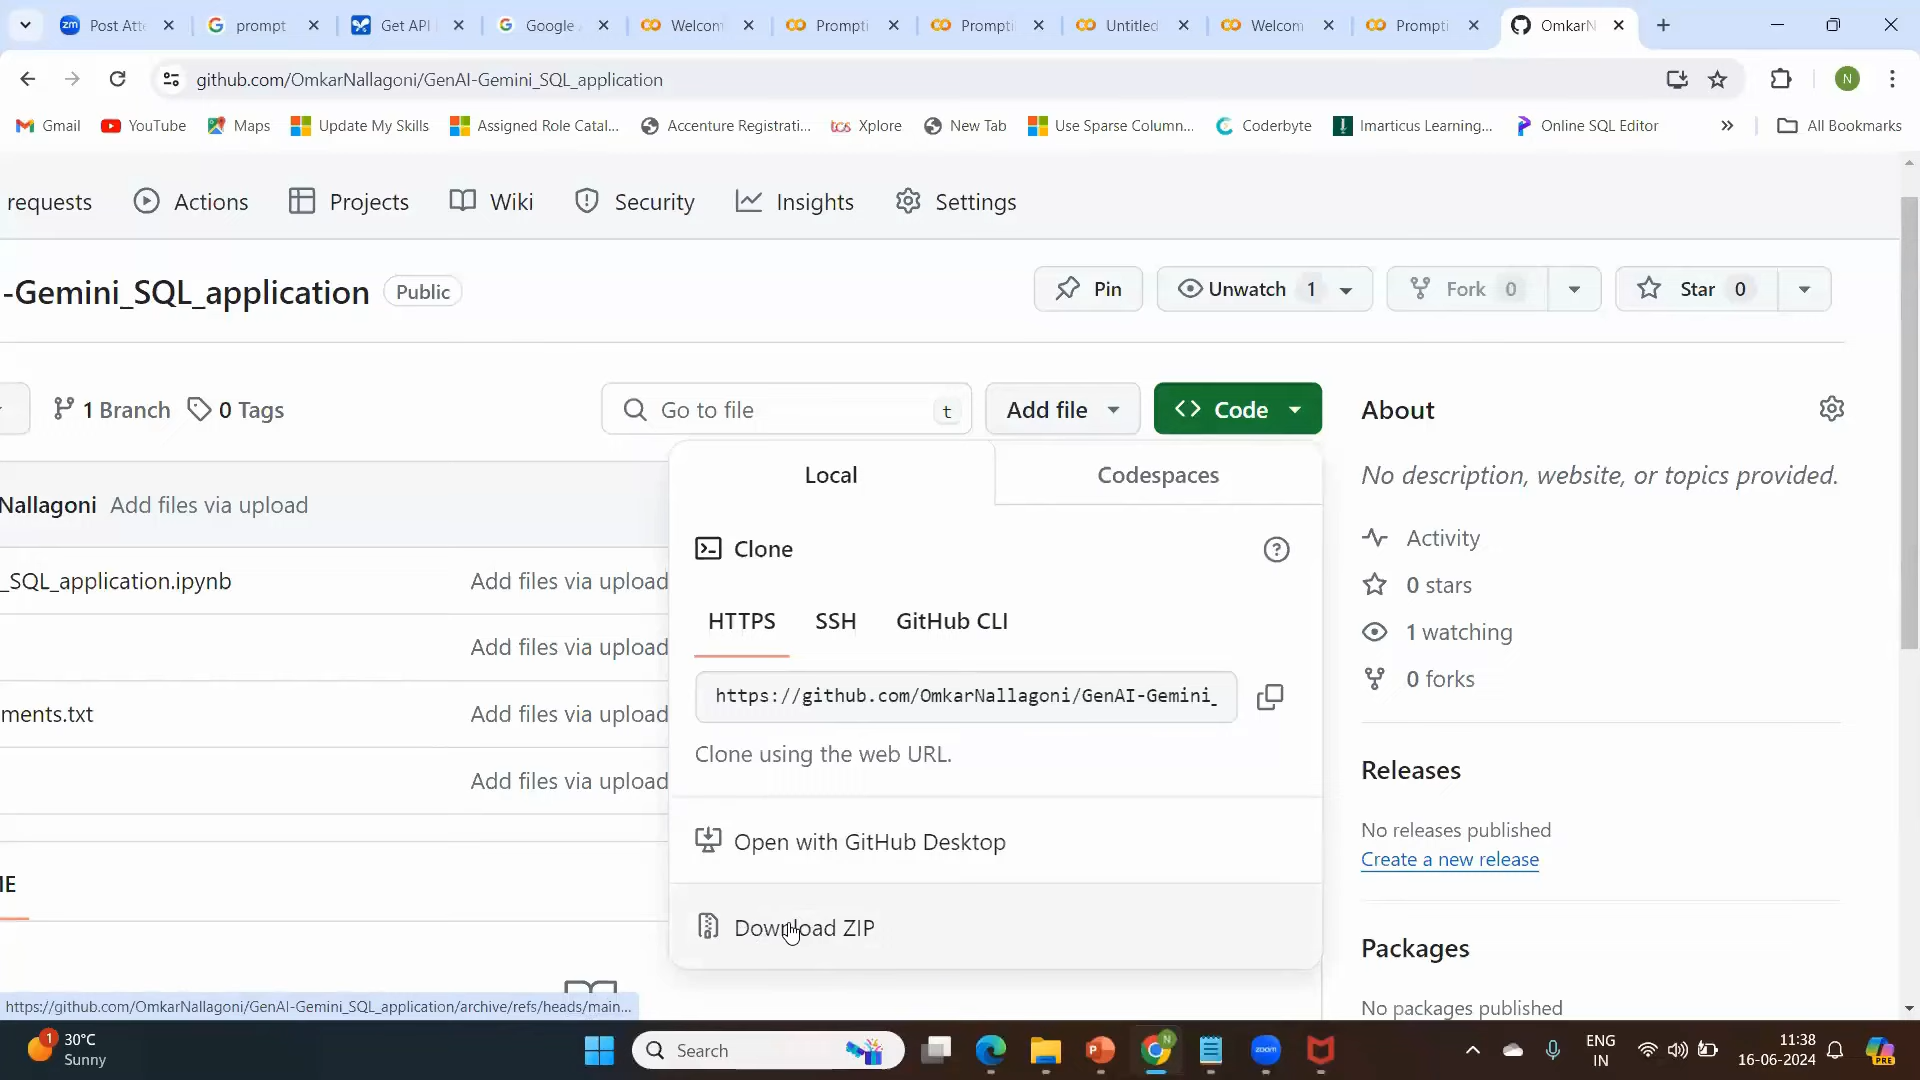 Post Atte
prompt
Get API
Google
Welcom
Prompti
Prompti
Untitled
Welcom
Prompti
OmkarN
github.com/OmkarNallagoni/GenAI-Gemini_SQL_application
N
Gmail
YouTube
Maps
Update My Skills
Assigned Role Catal...
Accenture Registrati...
Xplore
New Tab
Use Sparse Column...
Coderbyte
Imarticus Learning...
Online SQL Editor
All Bookmarks
requests
Actions
Projects
Wiki
Security
Insights
Settings
-Gemini_SQL_application
Public
Pin
Unwatch 1
Fork 0
Star 0
1 Branch
0 Tags
Go to file
t
Add file
Code
About
No description, website, or topics provided.
Nallagoni Add files via upload
_SQL_application.ipynb
Add files via upload
Add files via upload
ments.txt
Add files via upload
Add files via upload
Local
Codespaces
Clone
HTTPS
SSH
GitHub CLI
https://github.com/OmkarNallagoni/GenAI-Gemini_
Clone using the web URL.
Open with GitHub Desktop
Download ZIP
Activity
0 stars
1 watching
0 forks
Releases
No releases published
Create a new release
Packages
No packages published
https://github.com/OmkarNallagoni/GenAI-Gemini_SQL_application/archive/refs/heads/main...
1
30°C
Sunny
Search
zoom
ENG
IN
11:38
16-06-2024
PRE